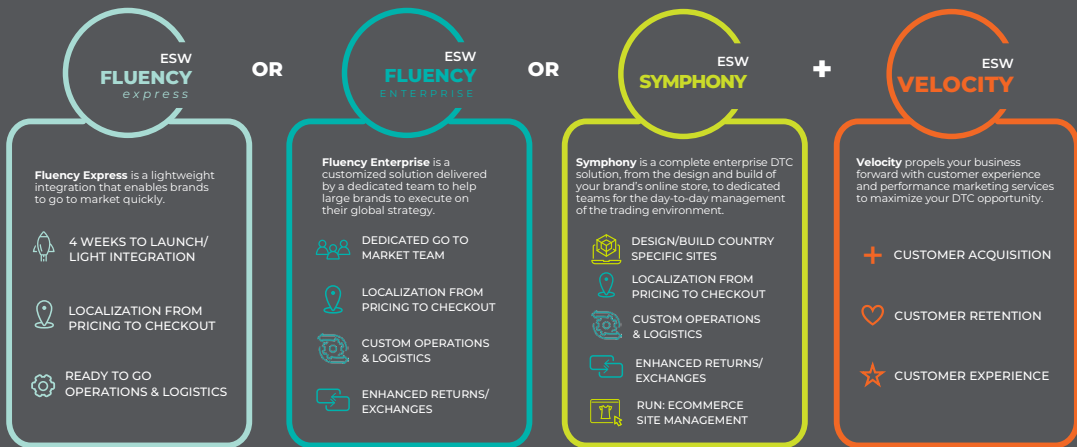 ESW
FLUENCY
express
OR
ESW
FLUENCY
ENTERPRISE
OR
ESW
SYMPHONY
+
ESW
VELOCITY
Fluency Express is a lightweight
integration that enables brands
to go to market quickly.
4 WEEKS TO LAUNCH/
LIGHT INTEGRATION
LOCALIZATION FROM
PRICING TO CHECKOUT
READY TO GO
OPERATIONS & LOGISTICS
Fluency Enterprise is a
customized solution delivered
by a dedicated team to help
large brands to execute on
their global strategy.
DEDICATED GO TO
MARKET TEAM
LOCALIZATION FROM
PRICING TO CHECKOUT
CUSTOM OPERATIONS
& LOGISTICS
ENHANCED RETURNS/
EXCHANGES
Symphony is a complete enterprise DTC
solution, from the design and build of
your brand's online store, to dedicated
teams for the day-to-day management
of the trading environment.
DESIGN/BUILD COUNTRY
SPECIFIC SITES
LOCALIZATION FROM
PRICING TO CHECKOUT
CUSTOM OPERATIONS
& LOGISTICS
ENHANCED RETURNS/
EXCHANGES
RUN: ECOMMERCE
SITE MANAGEMENT
Velocity propels your business
forward with customer experience
and performance marketing services
to maximize your DTC opportunity.
CUSTOMER ACQUISITION
CUSTOMER RETENTION
CUSTOMER EXPERIENCE